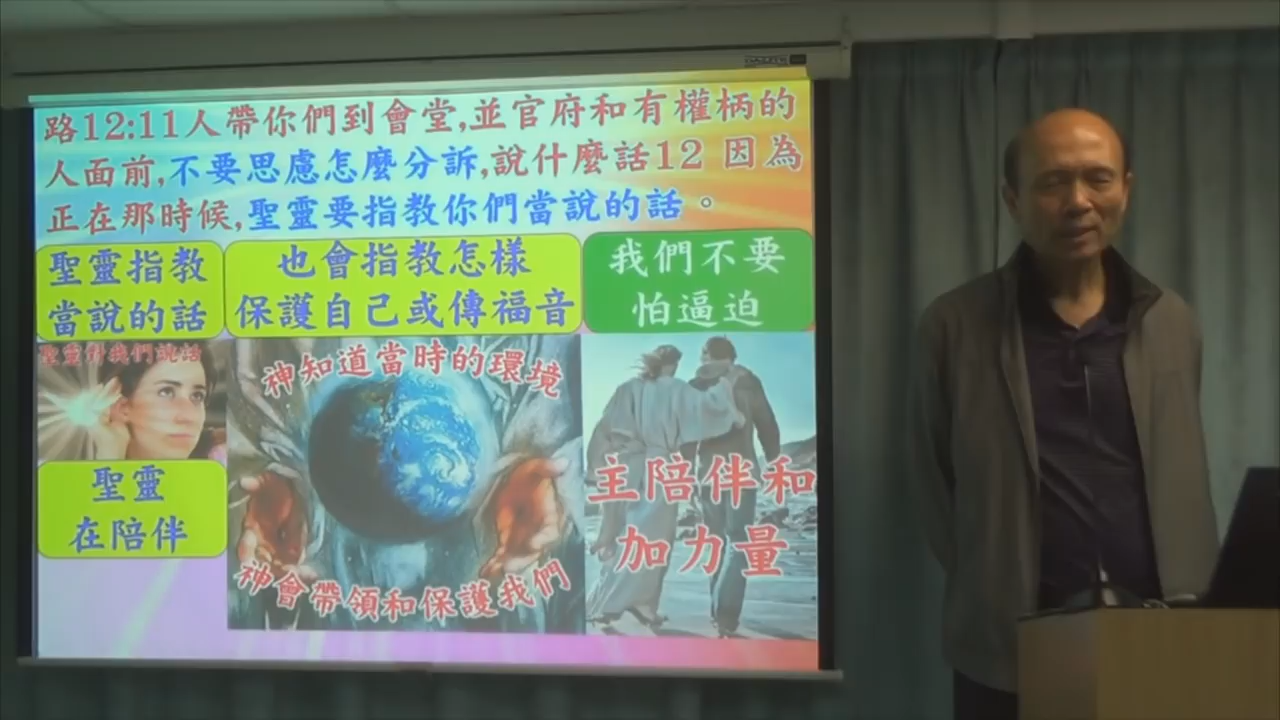 路12:11人帶你們到會堂,並官府和有權柄的
人面前,不要思慮怎麼分訴,說什麼話12 因為
正在那時候,聖靈要指教你們當說的話。
聖靈指教
當說的話
也會指教怎樣
保護自己或傳福音
我們不要
怕逼迫
聖靈對我們說話
神知道當時的環境
聖靈
在陪伴
主陪伴和
加力量
神會帶領和保護我們